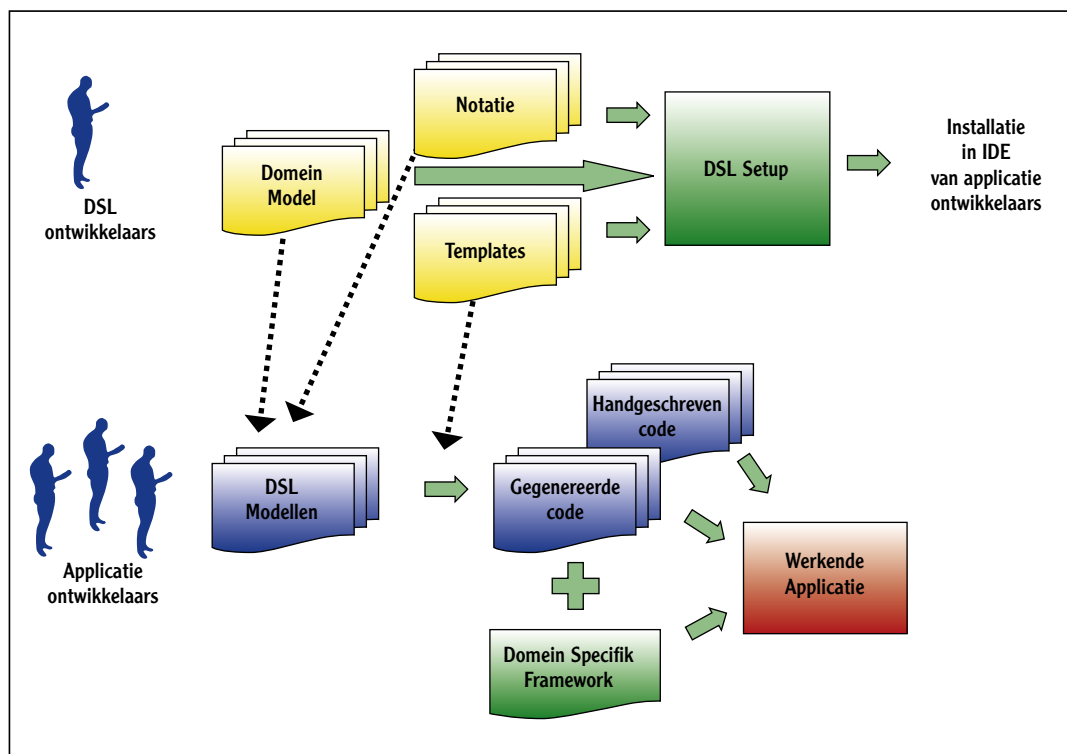 DSL
ontwikkelaars
Domein
Model
Notatie
Templates
DSL Setup
Installatie
in IDE
van applicatie
ontwikkelaars
Applicatie
ontwikkelaars
DSL
Modellen
Handgeschreven
code
Gegenereerde
code
Domein Specifik
Framework
Werkende
Applicatie